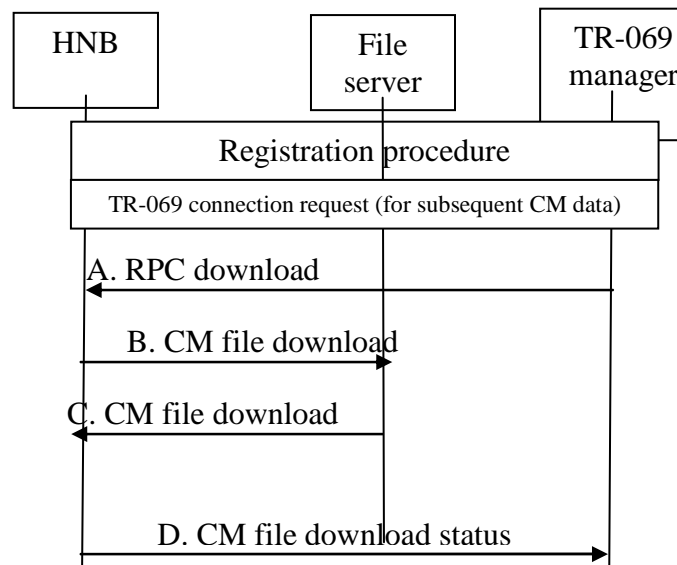 HNB
File
server
TR-069
manager
Registration procedure
TR-069 connection request (for subsequent CM data)
A. RPC download
B. CM file download
C. CM file download
D. CM file download status